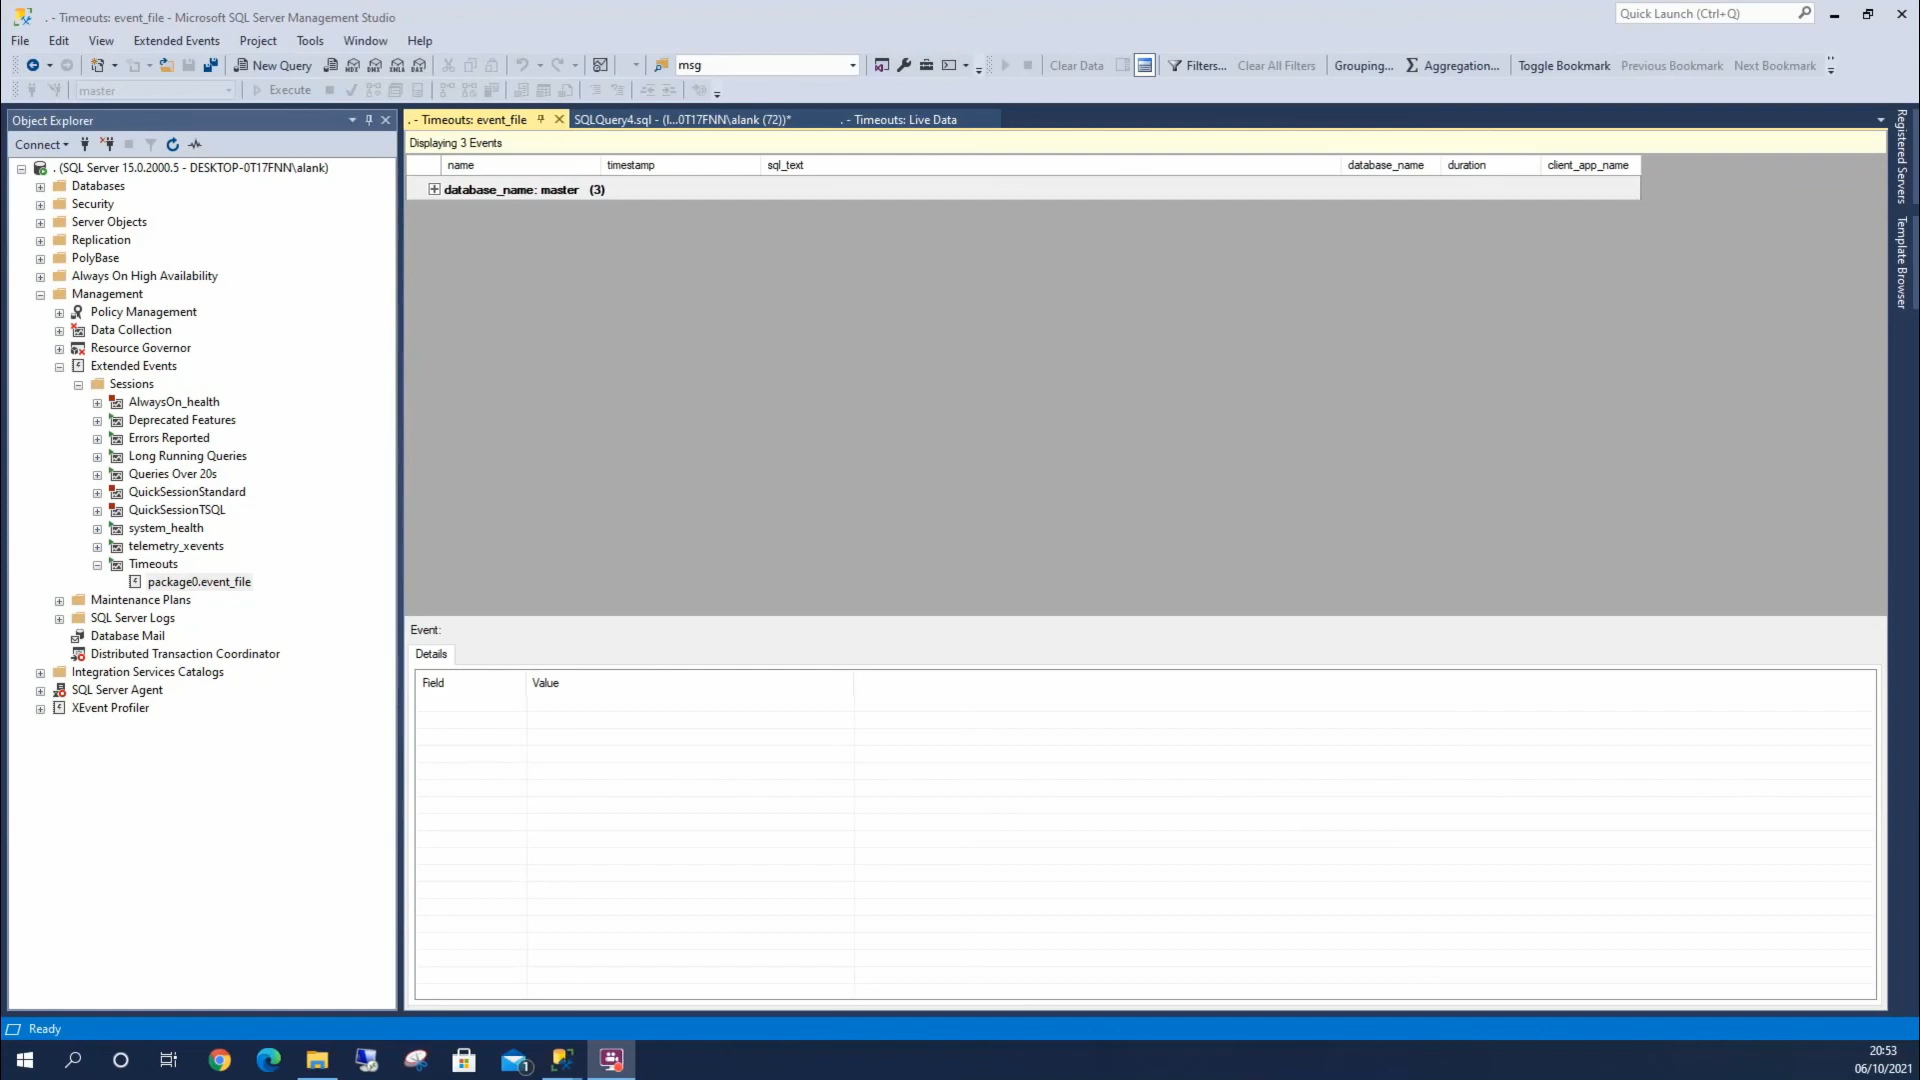 . - Timeouts: event_file - Microsoft SQL Server Management Studio
Quick Launch (Ctrl+Q)
File Edit View Extended Events Project Tools Window Help
New Query MDX DMX XMLA DAX msg Clear Data Filters... Clear All Filters Grouping... Aggregation... Toggle Bookmark Previous Bookmark Next Bookmark
master Execute
Object Explorer
. - Timeouts: event_file SQLQuery4.sql - (l...0T17FNN\alank (72))* . - Timeouts: Live Data
Connect
Displaying 3 Events
name timestamp sql_text database_name duration client_app_name
database_name: master (3)
. (SQL Server 15.0.2000.5 - DESKTOP-0T17FNN\alank)
Databases
Security
Server Objects
Replication
PolyBase
Always On High Availability
Management
Policy Management
Data Collection
Resource Governor
Extended Events
Sessions
AlwaysOn_health
Deprecated Features
Errors Reported
Long Running Queries
Queries Over 20s
QuickSessionStandard
QuickSessionTSQL
system_health
telemetry_xevents
Timeouts
package0.event_file
Maintenance Plans
SQL Server Logs
Database Mail
Distributed Transaction Coordinator
Integration Services Catalogs
SQL Server Agent
XEvent Profiler
Event:
Details
Field Value
Registered Servers
Template Browser
Ready
1
20:53
06/10/2021